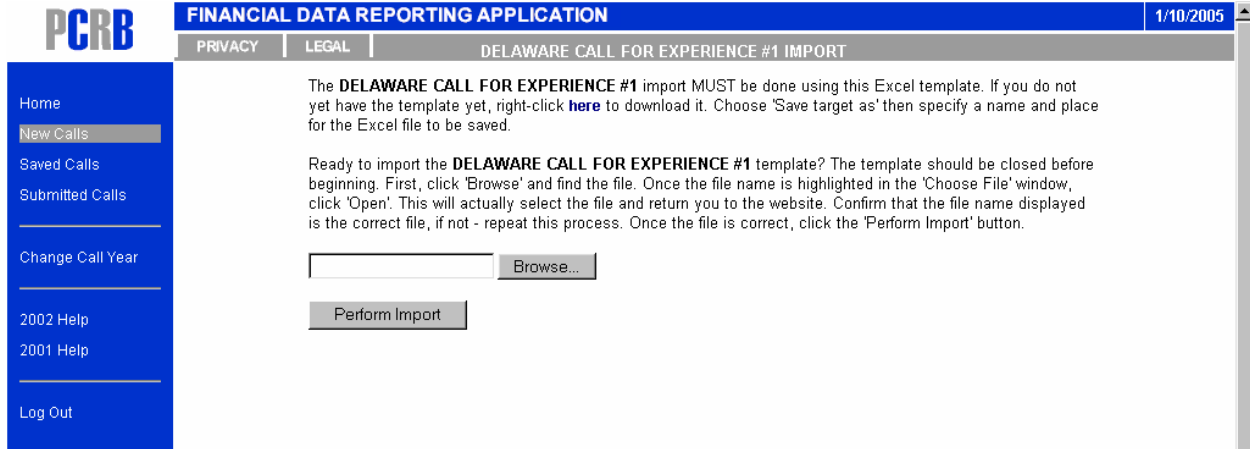 PCRB
FINANCIAL DATA REPORTING APPLICATION
1/10/2005
PRIVACY
LEGAL
DELAWARE CALL FOR EXPERIENCE #1 IMPORT
Home
New Calls
Saved Calls
Submitted Calls
Change Call Year
2002 Help
2001 Help
Log Out
The DELAWARE CALL FOR EXPERIENCE #1 import MUST be done using this Excel template. If you do not
yet have the template yet, right-click here to download it. Choose 'Save target as' then specify a name and place
for the Excel file to be saved.
Ready to import the DELAWARE CALL FOR EXPERIENCE #1 template? The template should be closed before
beginning. First, click 'Browse' and find the file. Once the file name is highlighted in the 'Choose File' window,
click 'Open'. This will actually select the file and return you to the website. Confirm that the file name displayed
is the correct file, if not - repeat this process. Once the file is correct, click the 'Perform Import' button.
Browse...
Perform Import